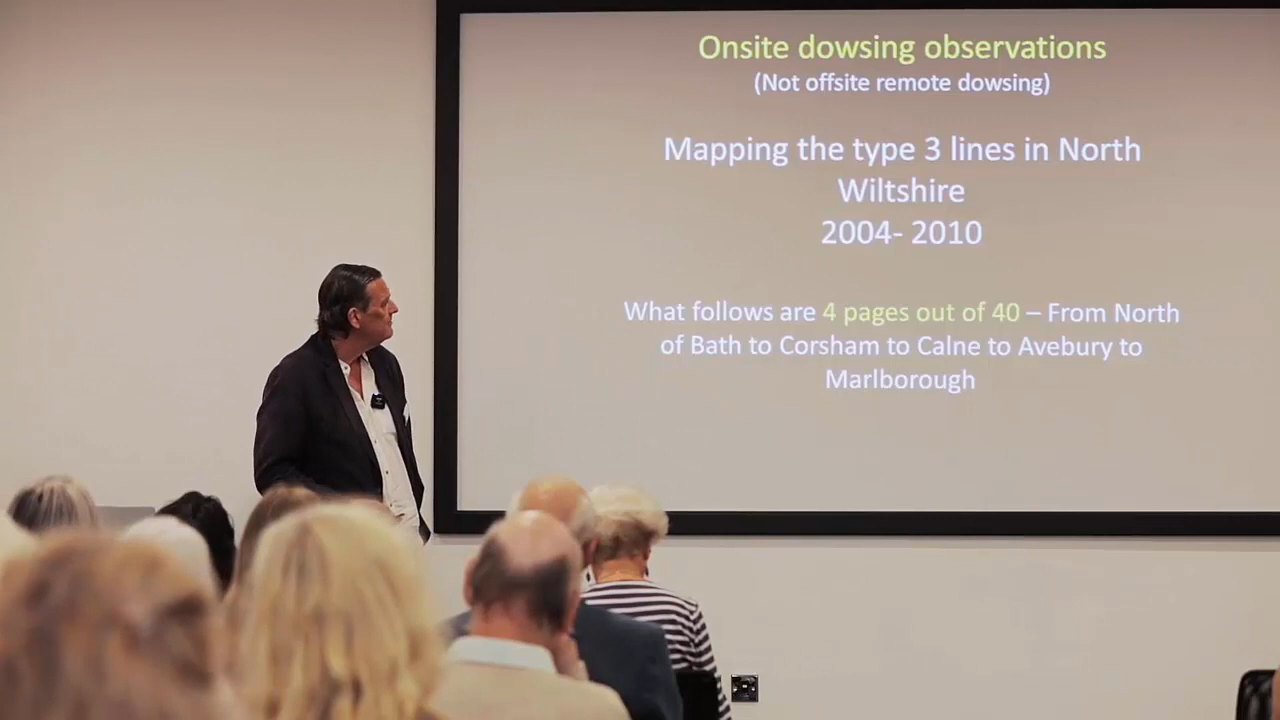 Onsite dowsing observations
(Not offsite remote dowsing)
Mapping the type 3 lines in North
Wiltshire
2004- 2010
What follows are 4 pages out of 40 – From North
of Bath to Corsham to Calne to Avebury to
Marlborough